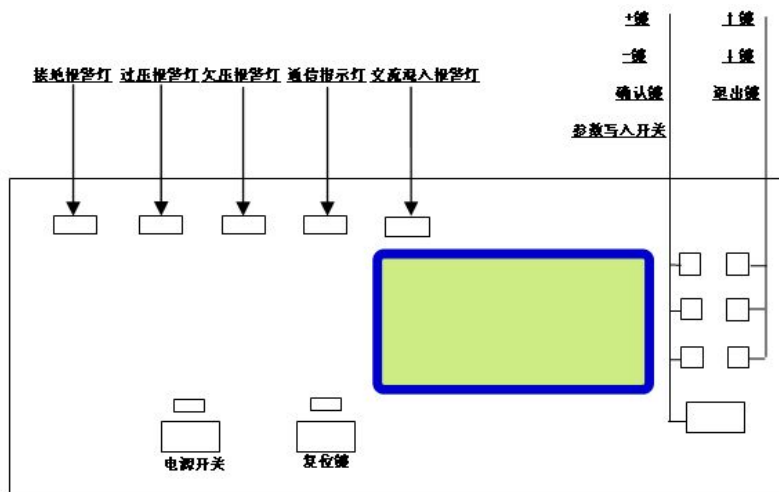 +键 ↑键
-键 ↓键
接地报警灯 过压报警灯 欠压报警灯 通信指示灯 交流混入报警灯
确认键 退出键
参数写入开关
电源开关 复位键